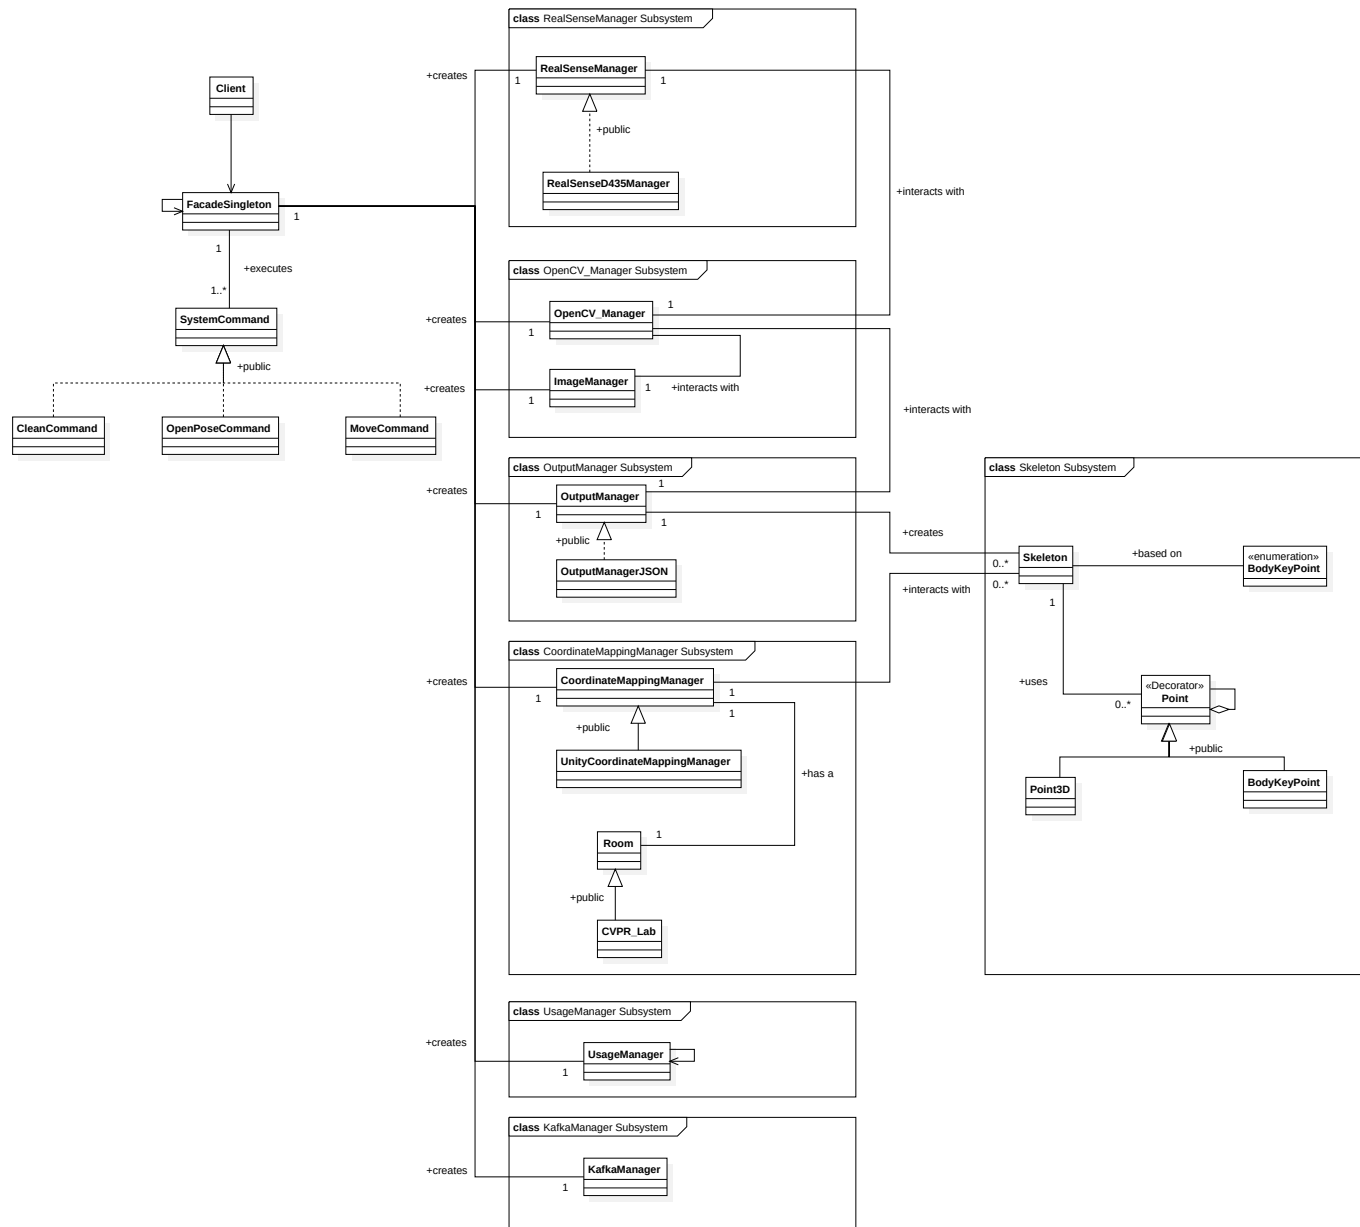 class RealSenseManager Subsystem
RealSenseManager
+creates
1
1
Client
+public
RealSenseD435Manager
+interacts with
FacadeSingleton
1
1
+executes
1..*
class OpenCV_Manager Subsystem
OpenCV_Manager
1
SystemCommand
+creates
1
+public
ImageManager
+creates
1
+interacts with
1
+interacts with
CleanCommand
OpenPoseCommand
MoveCommand
class OutputManager Subsystem
class Skeleton Subsystem
1
+creates
OutputManager
1
1
+creates
+public
Skeleton
+based on
«enumeration»
BodyKeyPoint
0..*
OutputManagerJSON
0..*
+interacts with
1
class CoordinateMappingManager Subsystem
+creates
CoordinateMappingManager
1
1
1
+uses
«Decorator»
Point
0..*
+public
+public
UnityCoordinateMappingManager
+has a
Point3D
BodyKeyPoint
1
Room
+public
CVPR_Lab
class UsageManager Subsystem
+creates
UsageManager
1
class KafkaManager Subsystem
+creates
KafkaManager
1